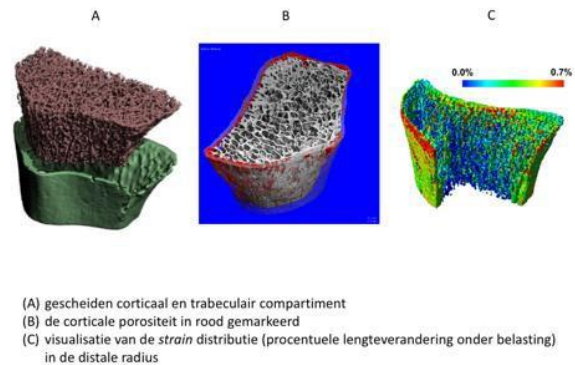 A
B
C
0.0%
0.7%
(A) gescheiden corticaal en trabeculair compartiment
(B) de corticale porositeit in rood gemarkeerd
(C) visualisatie van de strain distributie (procentuele lengteverandering onder belasting)
in de distale radius